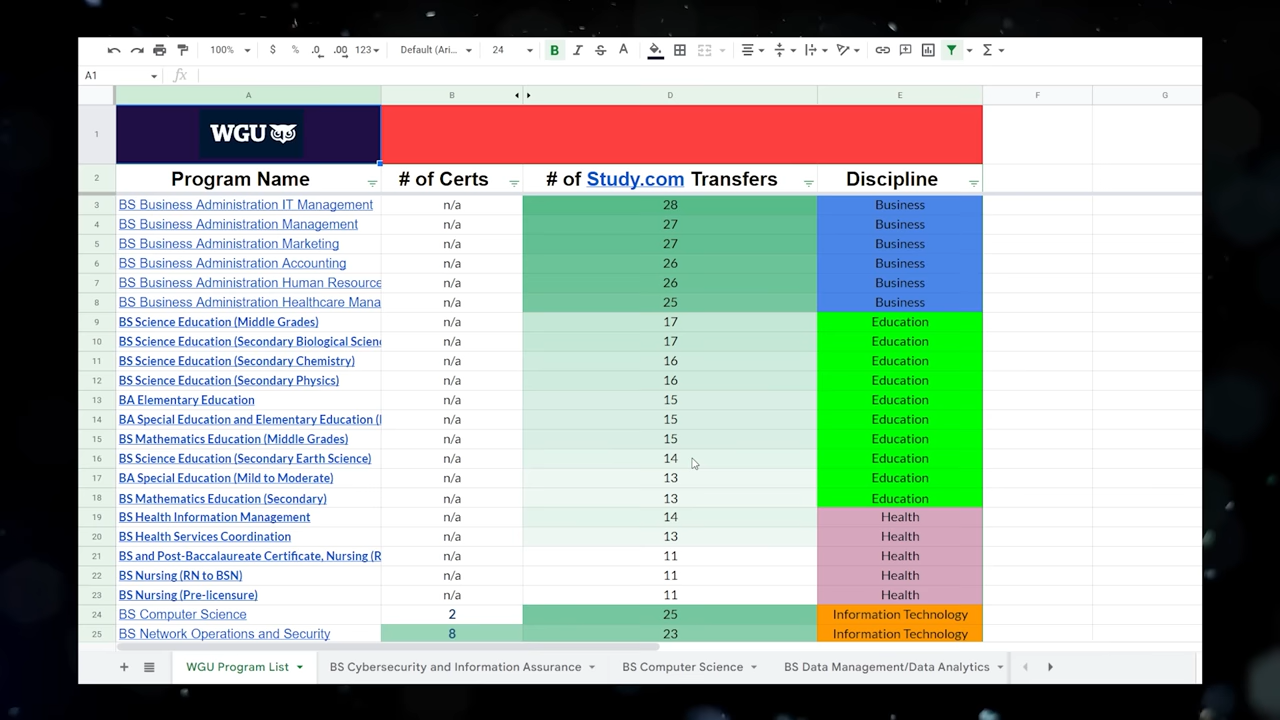 100% $ % .0 .00 123 Default (Ari... 24 B I S A
A1 fx
A B D E F G
1 WGU
2 Program Name # of Certs # of Study.com Transfers Discipline
3 BS Business Administration IT Management n/a 28 Business
4 BS Business Administration Management n/a 27 Business
5 BS Business Administration Marketing n/a 27 Business
6 BS Business Administration Accounting n/a 26 Business
7 BS Business Administration Human Resource n/a 26 Business
8 BS Business Administration Healthcare Mana n/a 25 Business
9 BS Science Education (Middle Grades) n/a 17 Education
10 BS Science Education (Secondary Biological Scienc n/a 17 Education
11 BS Science Education (Secondary Chemistry) n/a 16 Education
12 BS Science Education (Secondary Physics) n/a 16 Education
13 BA Elementary Education n/a 15 Education
14 BA Special Education and Elementary Education ( n/a 15 Education
15 BS Mathematics Education (Middle Grades) n/a 15 Education
16 BS Science Education (Secondary Earth Science) n/a 14 Education
17 BA Special Education (Mild to Moderate) n/a 13 Education
18 BS Mathematics Education (Secondary) n/a 13 Education
19 BS Health Information Management n/a 14 Health
20 BS Health Services Coordination n/a 13 Health
21 BS and Post-Baccalaureate Certificate, Nursing (R n/a 11 Health
22 BS Nursing (RN to BSN) n/a 11 Health
23 BS Nursing (Pre-licensure) n/a 11 Health
24 BS Computer Science 2 25 Information Technology
25 BS Network Operations and Security 8 23 Information Technology
WGU Program List BS Cybersecurity and Information Assurance BS Computer Science BS Data Management/Data Analytics